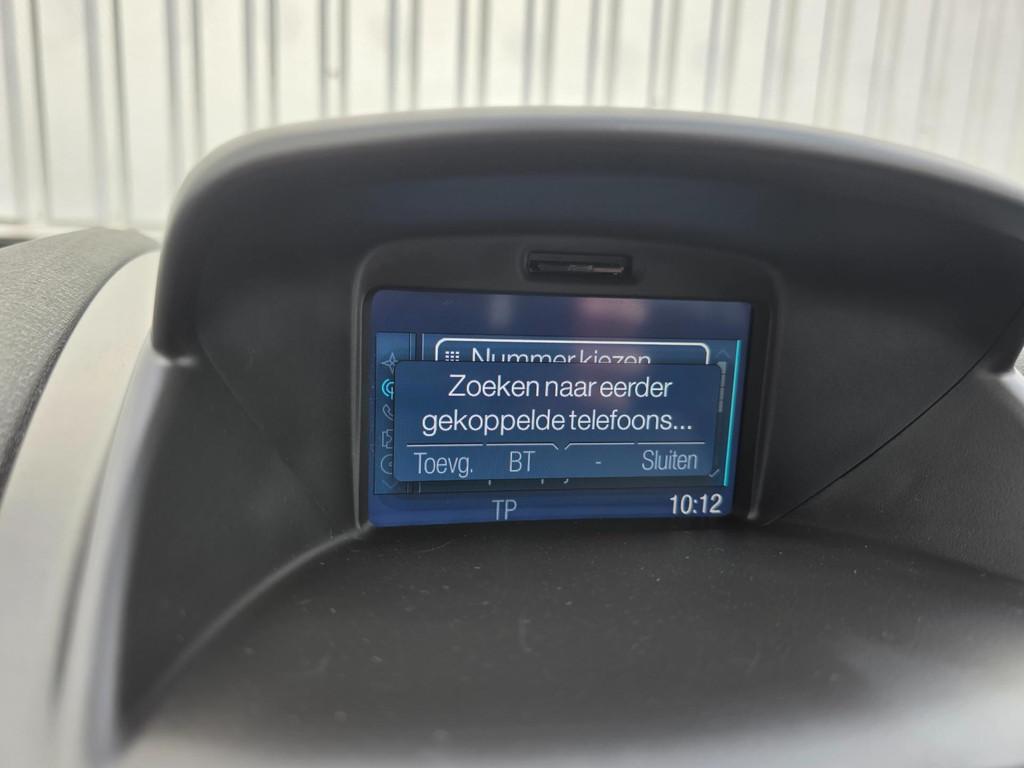 Nummer kiezen
Zoeken naar eerder
gekoppelde telefoons...
Toevg. BT - Sluiten
TP 10:12